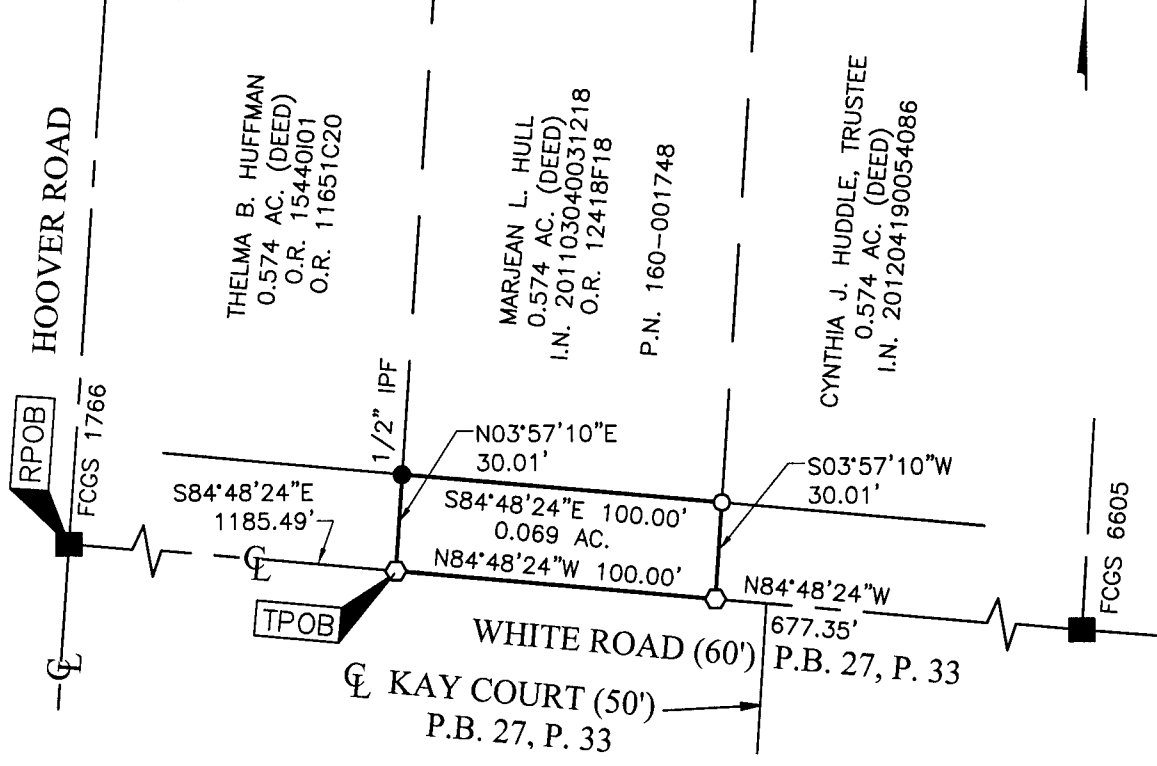 HOOVER ROAD
RPOB
FCGS 1766
THELMA B. HUFFMAN
0.574 AC. (DEED)
O.R. 15440I01
O.R. 11651C20
1/2" IPF
MARJEAN L. HULL
0.574 AC. (DEED)
I.N. 201103040031218
O.R. 12418F18
P.N. 160-001748
CYNTHIA J. HUDDLE, TRUSTEE
0.574 AC. (DEED)
I.N. 201204190054086
N03°57'10"E
30.01'
S03°57'10"W
30.01'
S84°48'24"E
1185.49'
S84°48'24"E 100.00'
0.069 AC.
N84°48'24"W 100.00'
N84°48'24"W
677.35'
FCGS 6605
℄
TPOB
WHITE ROAD (60') P.B. 27, P. 33
℄
℄ KAY COURT (50')
P.B. 27, P. 33